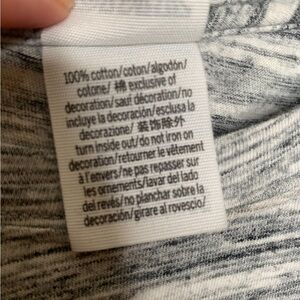 100% cotton/coton/algodón/
cotone/ 棉 exclusive of
decoration/sauf décoration/no
incluye la decoración/esclusa la
decorazione/ 装饰除外
turn inside out/ do not iron on
decoration/retourner le vêtement
à l'envers/ne pas repasser sur
les ornements/lavar del lado
del revés/no planchar sobre la
decoración/girare al rovescio/